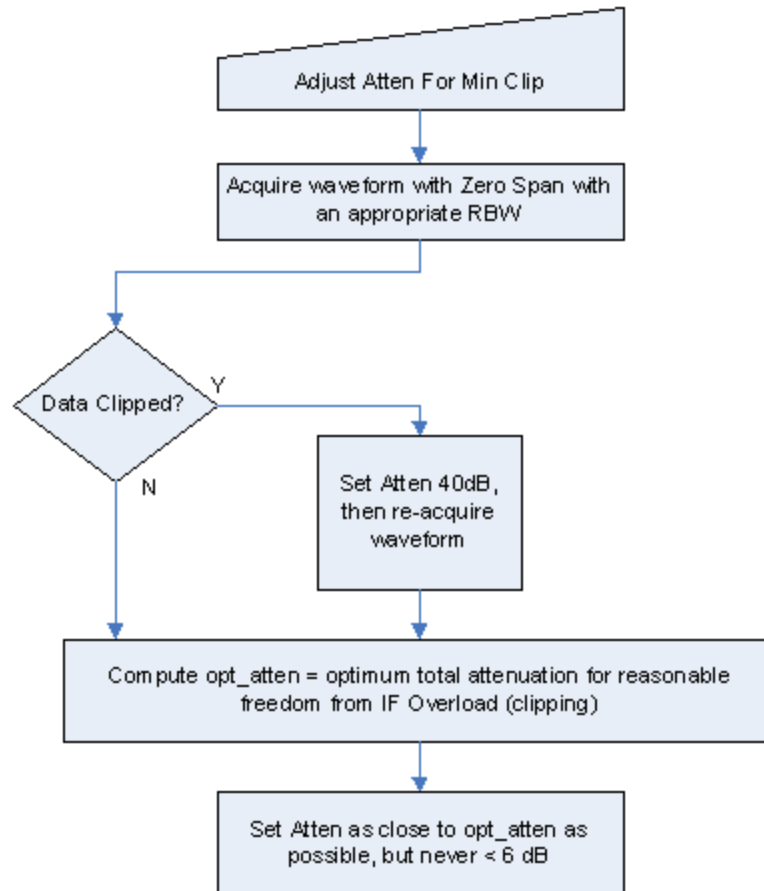 Adjust Atten For Min Clip
Acquire waveform with Zero Span with
an appropriate RBW
Data Clipped?
Y
N
Set Atten 40dB,
then re-acquire
waveform
Compute opt_atten = optimum total attenuation for reasonable
freedom from IF Overload (clipping)
Set Atten as close to opt_atten as
possible, but never < 6 dB